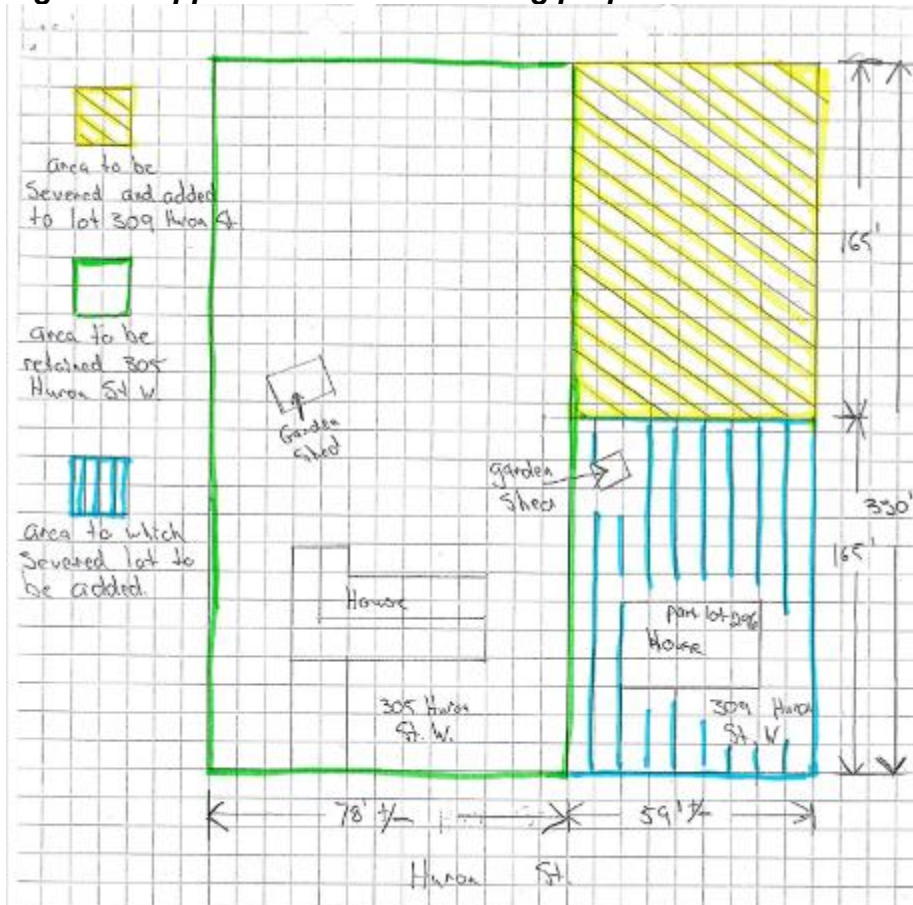 area to be
Severed and added
to lot 309 Huron St.
area to be
retained 305
Huron St W.
area to which
Severed lot to
be added.
165'
Garden
Shed
garden
Shed
330'
165'
House
part lot 296
House
305 Huron
St. W.
309 Huron
St. W
78' +/-
59' +/-
Huron St.